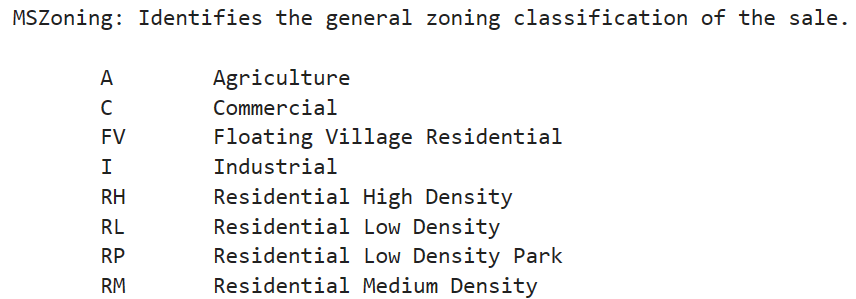 MSZoning: Identifies the general zoning classification of the sale.
A	Agriculture
C	Commercial
FV	Floating Village Residential
I	Industrial
RH	Residential High Density
RL	Residential Low Density
RP	Residential Low Density Park
RM	Residential Medium Density